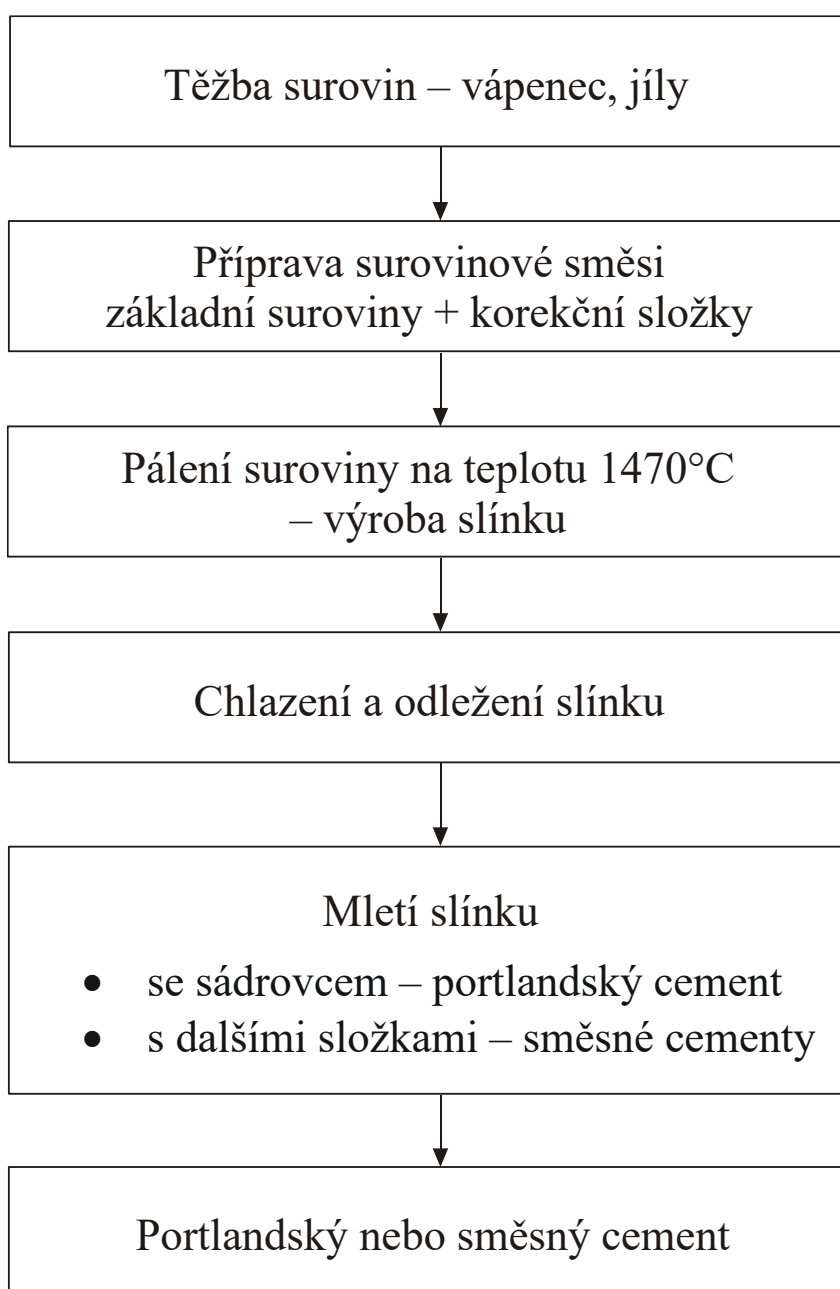 Těžba surovin – vápenec, jíly
Příprava surovinové směsi
základní suroviny + korekční složky
Pálení suroviny na teplotu 1470°C
– výroba slínku
Chlazení a odležení slínku
Mletí slínku
• se sádrovcem – portlandský cement
• s dalšími složkami – směsné cementy
Portlandský nebo směsný cement